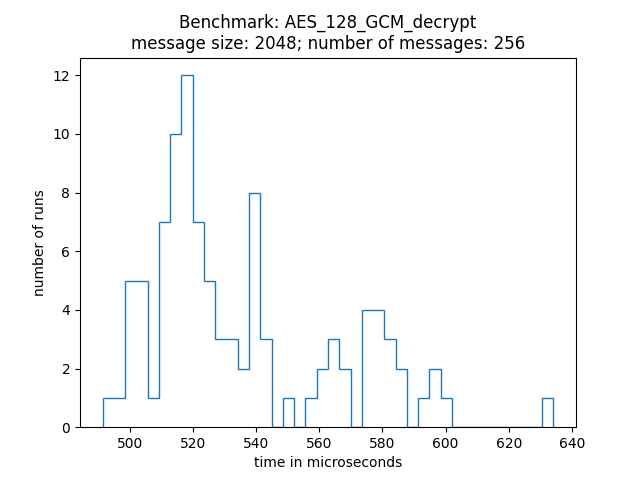 Benchmark: AES_128_GCM_decrypt
message size: 2048; number of messages: 256
12
10
8
6
4
2
0
number of runs
500 520 540 560 580 600 620 640
time in microseconds